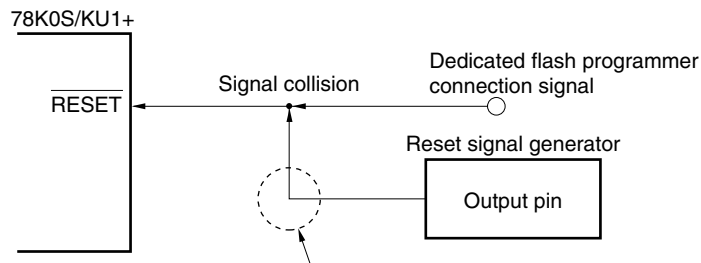 78K0S/KU1+
Dedicated flash programmer
connection signal
Signal collision
RESET
Reset signal generator
Output pin